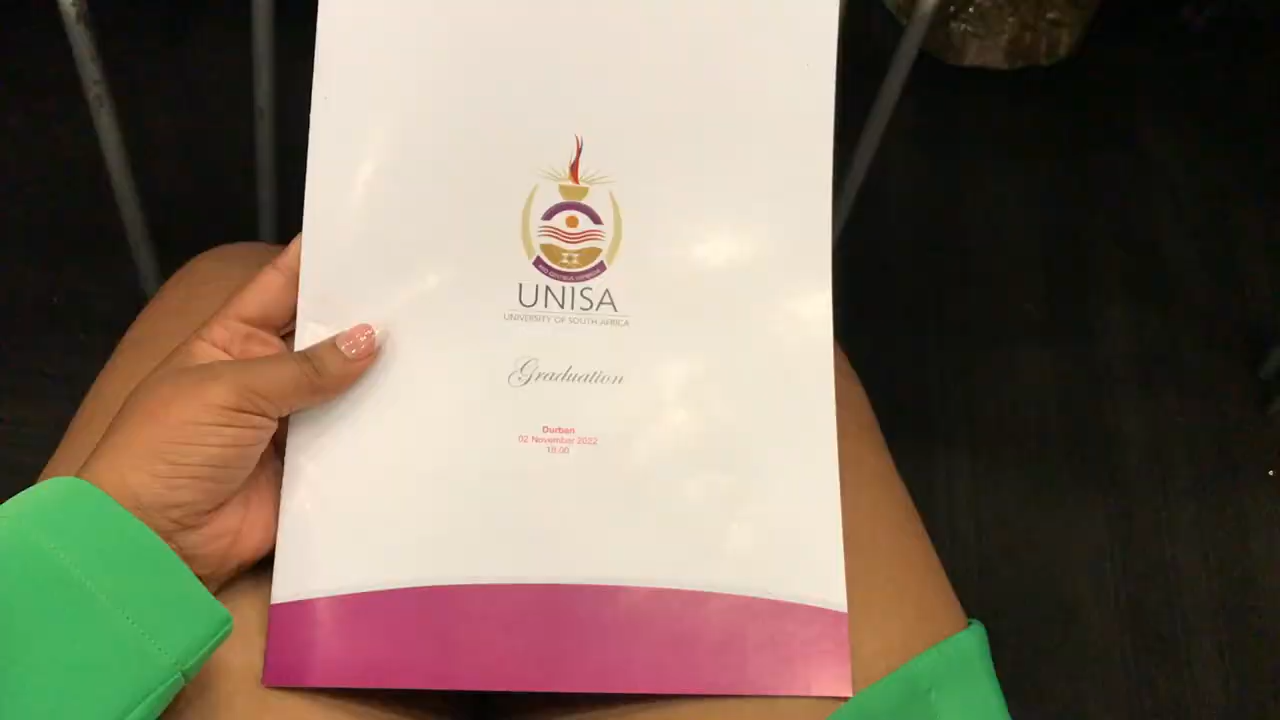 UNISA
UNIVERSITY OF SOUTH AFRICA
Graduation
Durban
02 November 2022
18:00